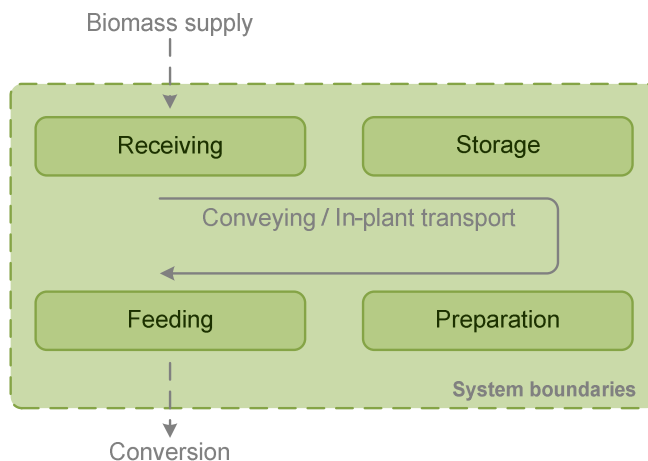 Biomass supply
Receiving
Storage
Conveying / In-plant transport
Feeding
Preparation
System boundaries
Conversion